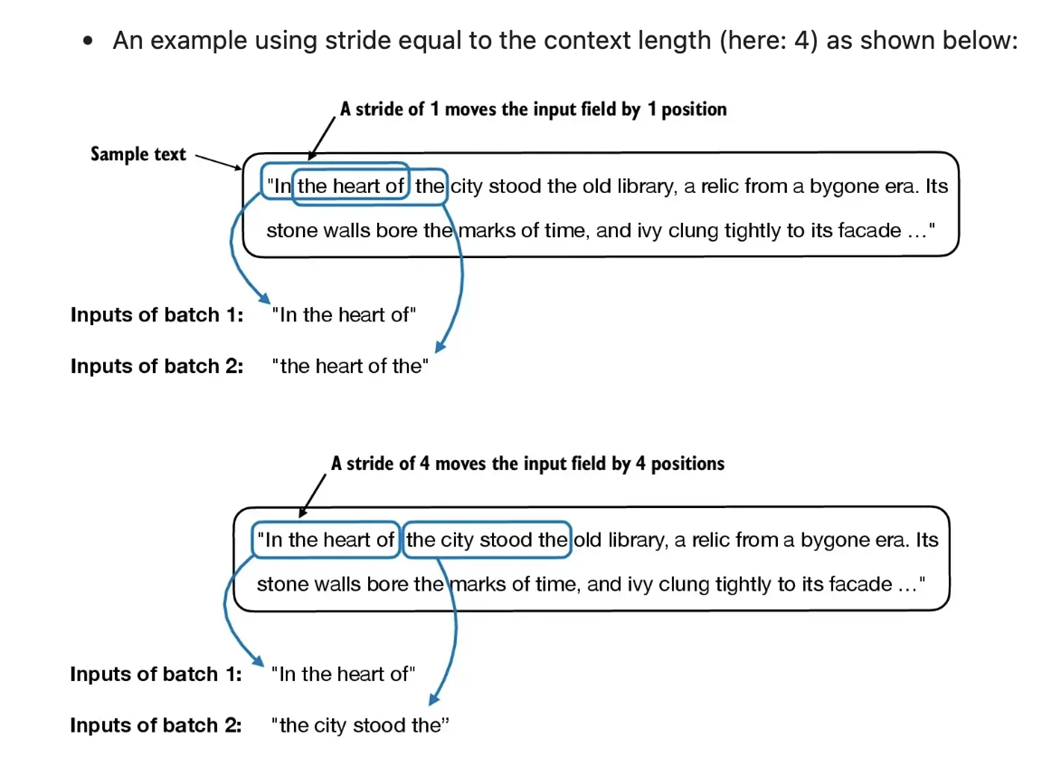 • An example using stride equal to the context length (here: 4) as shown below:
A stride of 1 moves the input field by 1 position
Sample text
"In the heart of the city stood the old library, a relic from a bygone era. Its
stone walls bore the marks of time, and ivy clung tightly to its facade ..."
Inputs of batch 1: "In the heart of"
Inputs of batch 2: "the heart of the"
A stride of 4 moves the input field by 4 positions
"In the heart of the city stood the old library, a relic from a bygone era. Its
stone walls bore the marks of time, and ivy clung tightly to its facade ..."
Inputs of batch 1: "In the heart of"
Inputs of batch 2: "the city stood the”